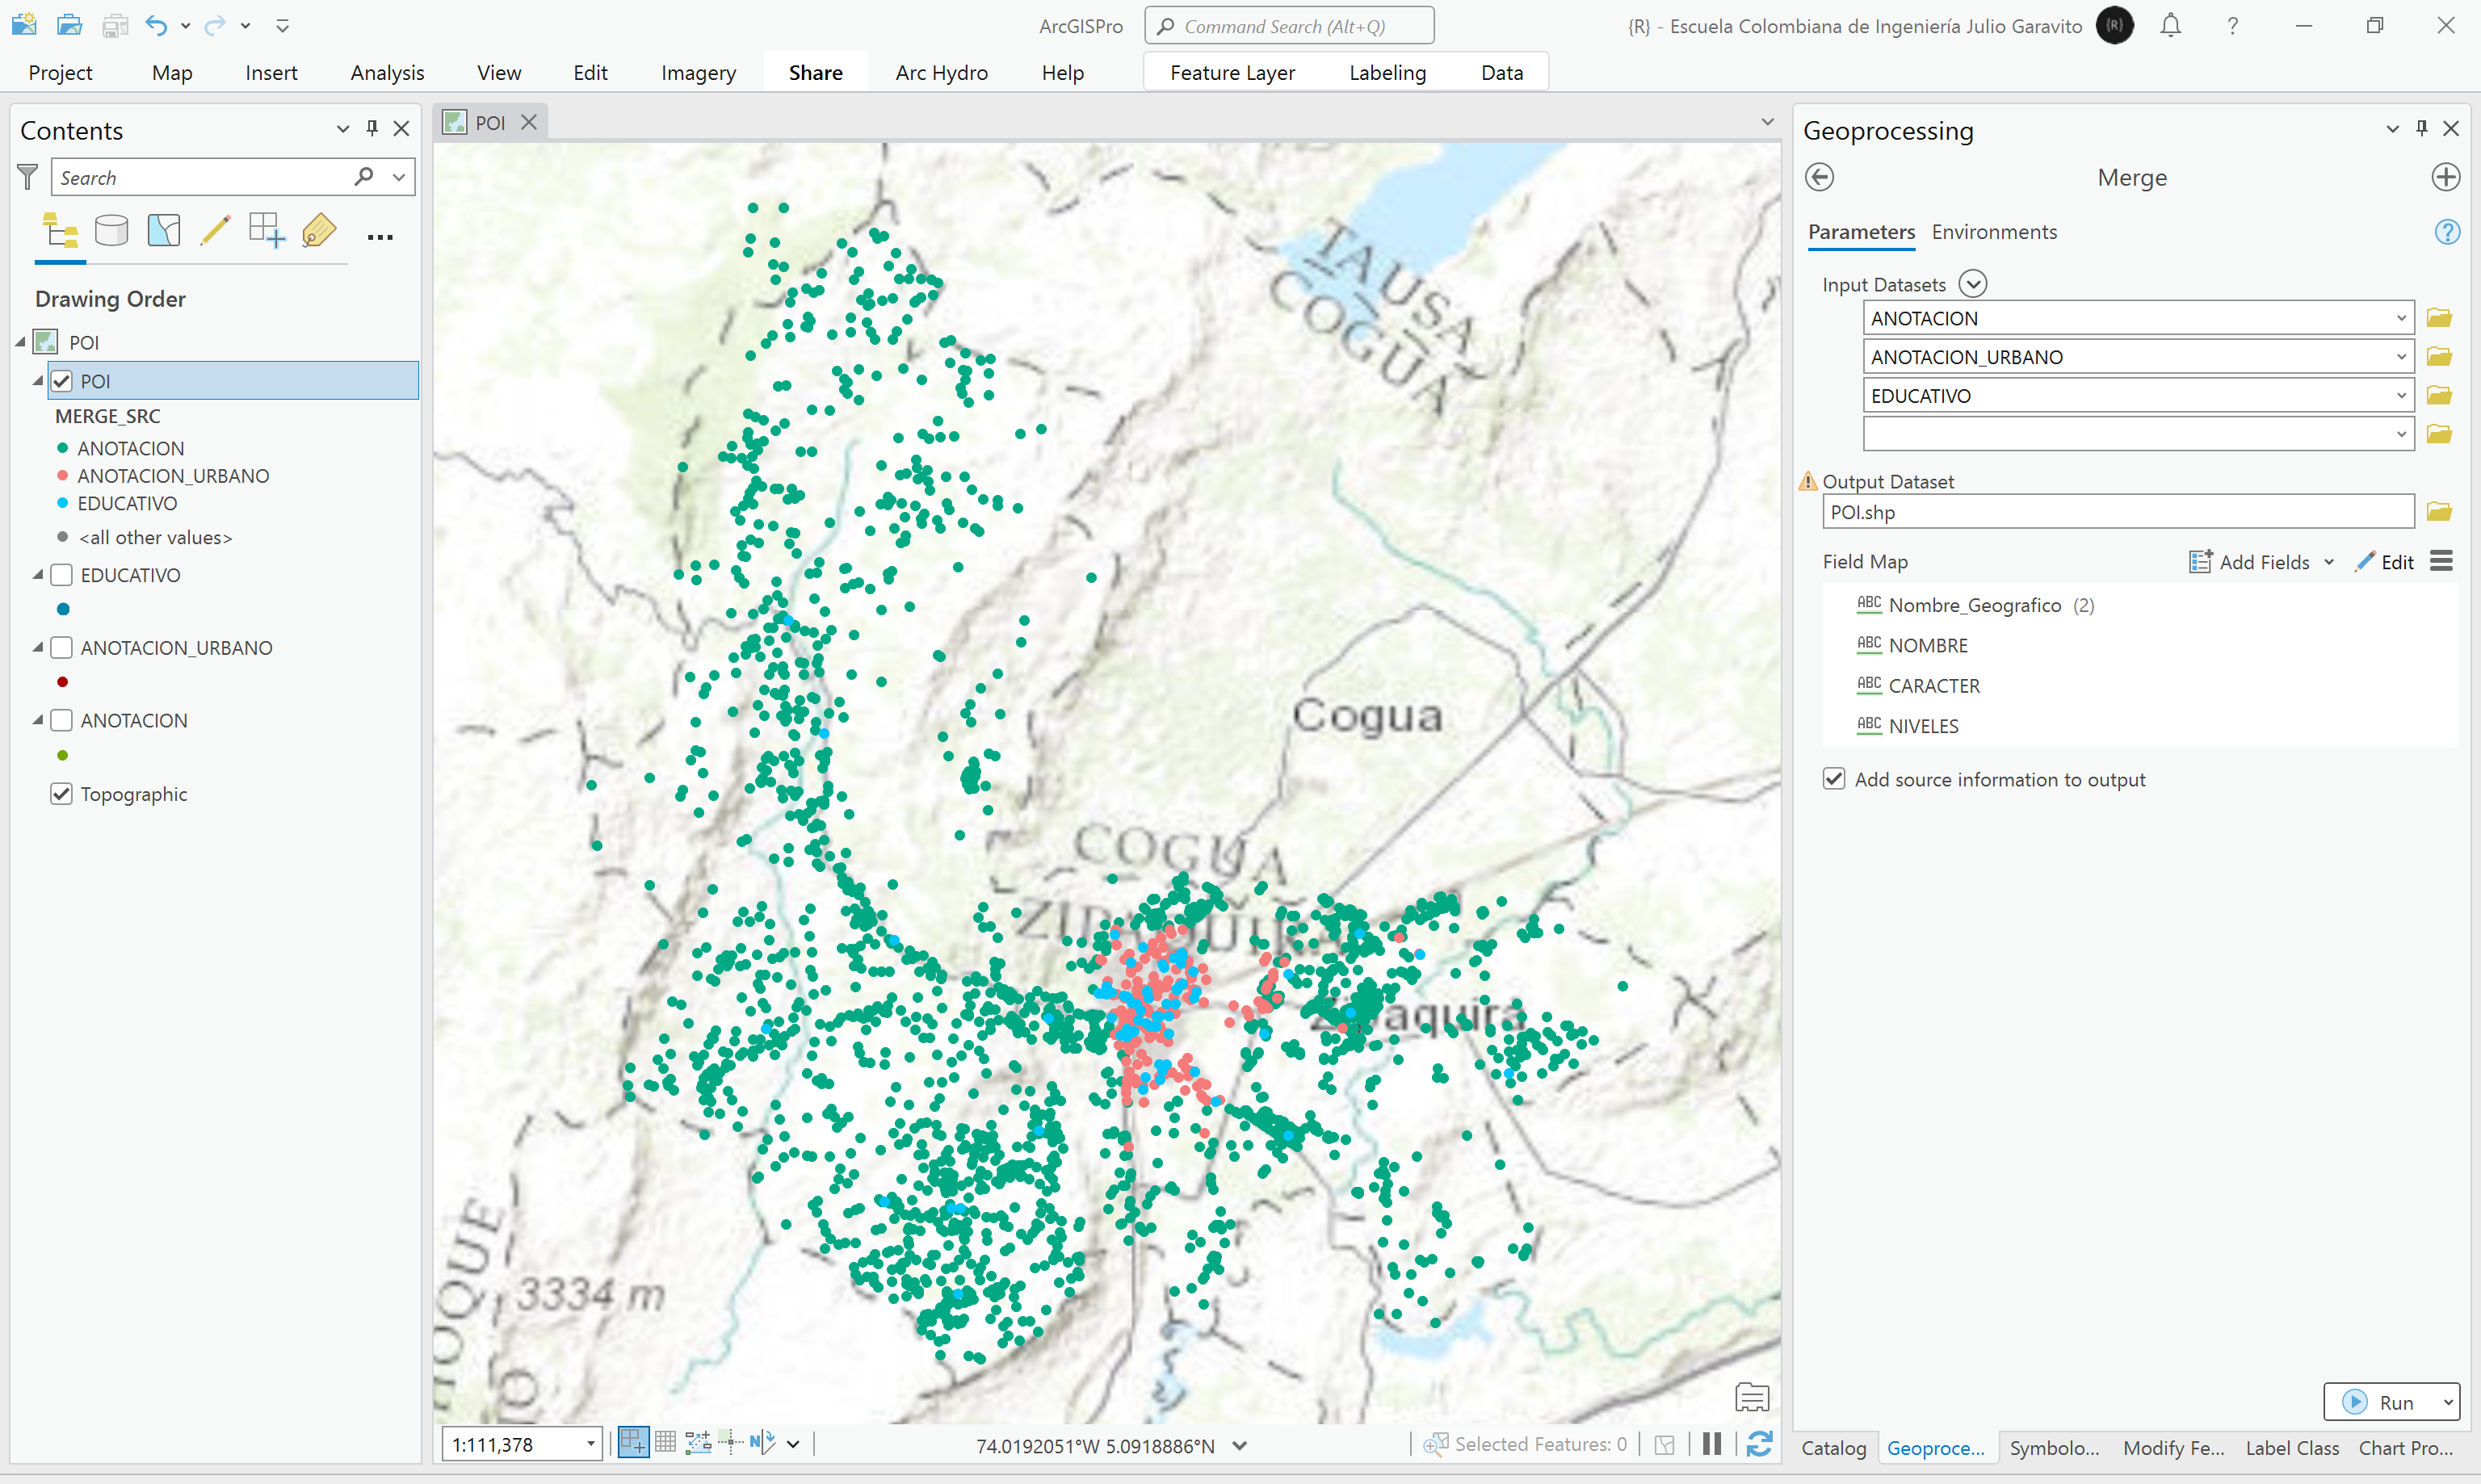 ArcGISPro
Command Search (Alt+Q)
{R} - Escuela Colombiana de Ingeniería Julio Garavito
{R}
Project Map Insert Analysis View Edit Imagery Share Arc Hydro Help Feature Layer Labeling Data
Contents
Search
Drawing Order
POI
POI
MERGE_SRC
ANOTACION
ANOTACION_URBANO
EDUCATIVO
<all other values>
EDUCATIVO
ANOTACION_URBANO
ANOTACION
Topographic
POI
TAUSA
COGUA
Cogua
COGUA
ZIPAQUIRÁ
Zipaquirá
3334 m
1:111,378
74.0192051°W 5.0918886°N
Selected Features: 0
Geoprocessing
Merge
Parameters Environments
Input Datasets
ANOTACION
ANOTACION_URBANO
EDUCATIVO
Output Dataset
POI.shp
Field Map
Add Fields
Edit
ABC Nombre_Geografico (2)
ABC NOMBRE
ABC CARACTER
ABC NIVELES
Add source information to output
Run
Catalog Geoproce... Symbolo... Modify Fe... Label Class Chart Pro...